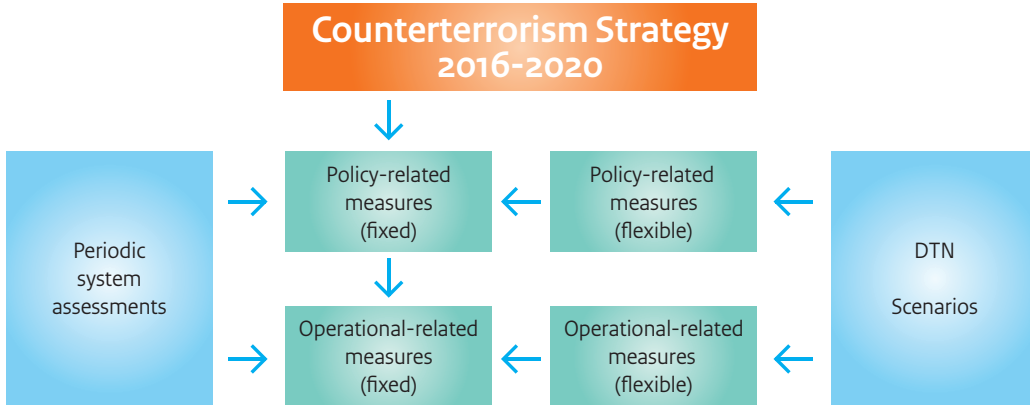 Counterterrorism Strategy
2016-2020
Periodic
system
assessments
Policy-related
measures
(fixed)
Policy-related
measures
(flexible)
DTN
Scenarios
Operational-related
measures
(fixed)
Operational-related
measures
(flexible)